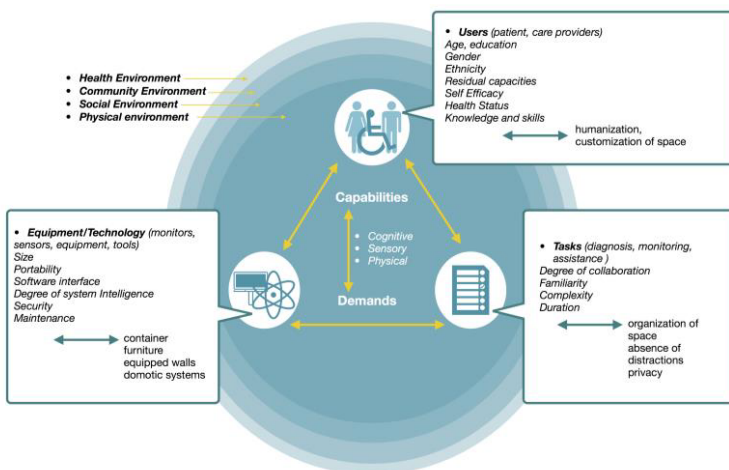 • Health Environment
• Community Environment
• Social Environment
• Physical environment
• Users (patient, care providers)
Age, education
Gender
Ethnicity
Residual capacities
Self Efficacy
Health Status
Knowledge and skills
humanization,
customization of space
Capabilities
• Cognitive
• Sensory
• Physical
Demands
• Equipment/Technology (monitors,
sensors, equipment, tools)
Size
Portability
Software interface
Degree of system Intelligence
Security
Maintenance
container
furniture
equipped walls
domotic systems
• Tasks (diagnosis, monitoring,
assistance )
Degree of collaboration
Familiarity
Complexity
Duration
organization of
space
absence of
distractions
privacy